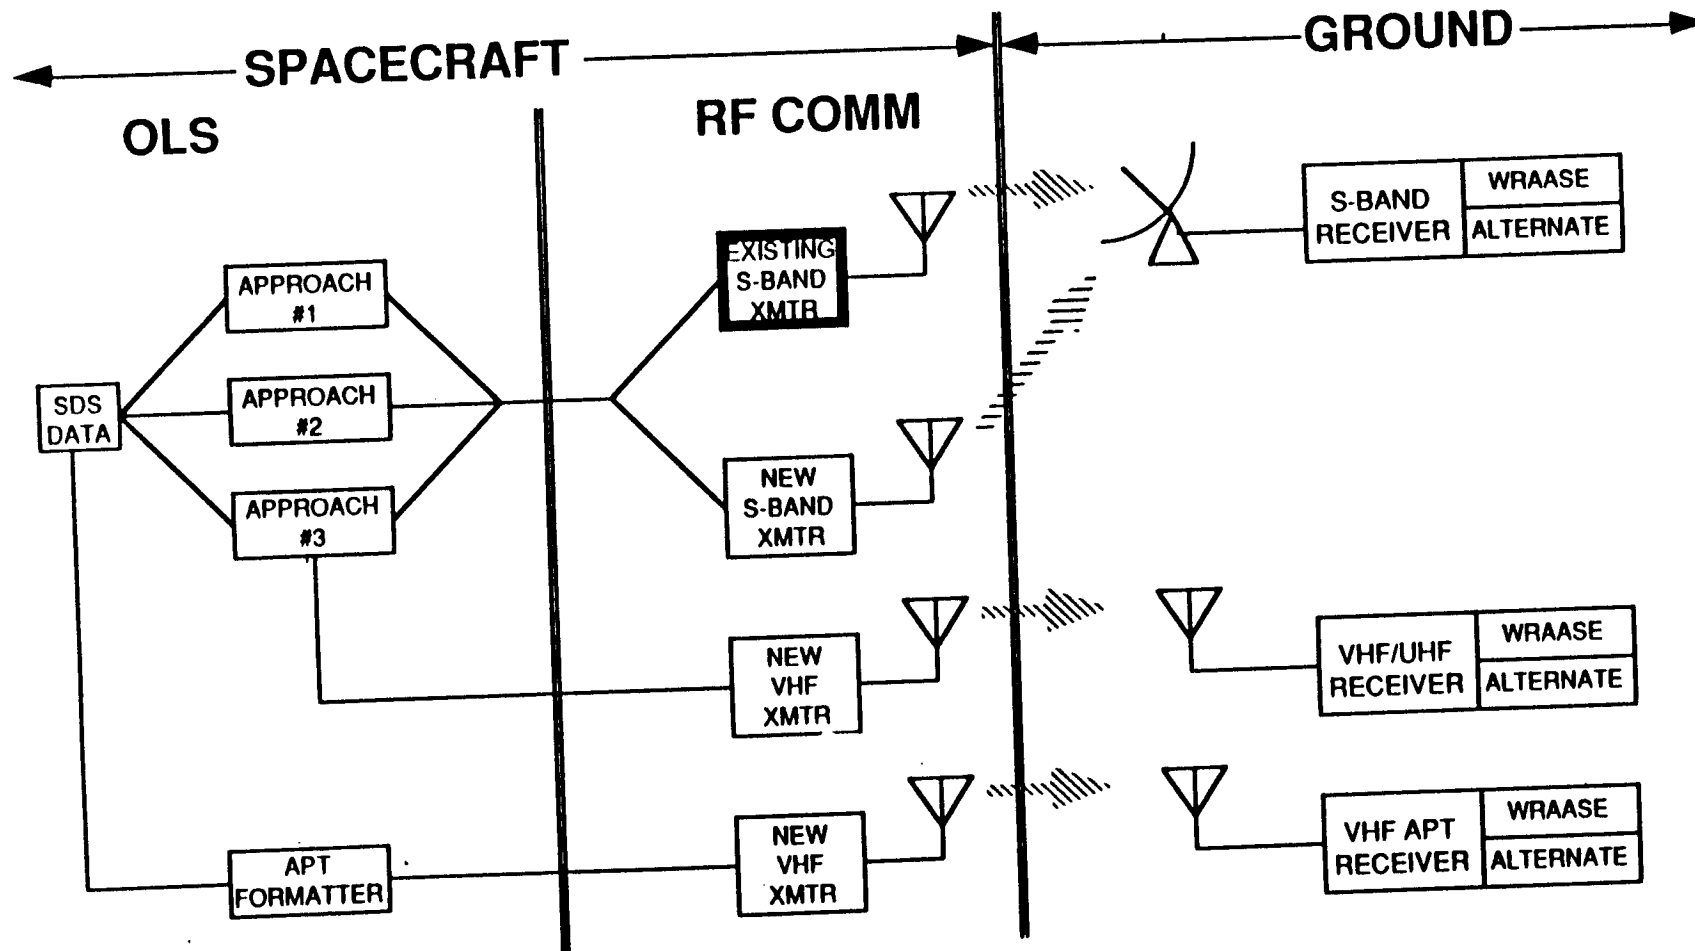 SPACECRAFT
GROUND
OLS
RF COMM
SDS
DATA
APPROACH
#1
APPROACH
#2
APPROACH
#3
APT
FORMATTER
EXISTING
S-BAND
XMTR
NEW
S-BAND
XMTR
NEW
VHF
XMTR
NEW
VHF
XMTR
S-BAND
RECEIVER
WRAASE
ALTERNATE
VHF/UHF
RECEIVER
WRAASE
ALTERNATE
VHF APT
RECEIVER
WRAASE
ALTERNATE